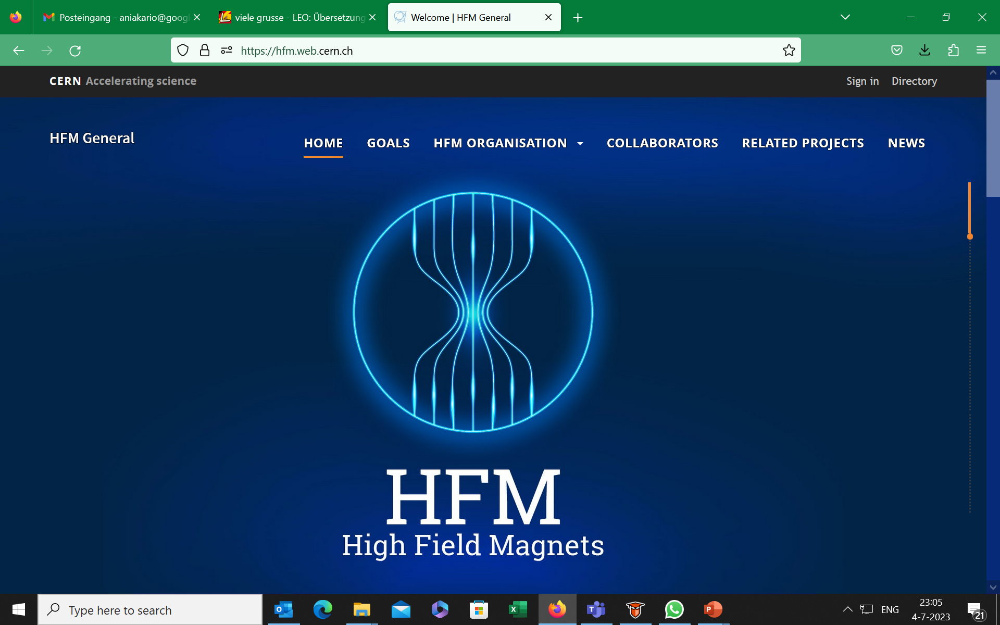 Posteingang - aniakario@googl
viele grusse - LEO: Übersetzung
Welcome | HFM General
https://hfm.web.cern.ch
CERN Accelerating science
Sign in Directory
HFM General
HOME GOALS HFM ORGANISATION COLLABORATORS RELATED PROJECTS NEWS
HFM
High Field Magnets
Type here to search
ENG
23:05
4-7-2023
21